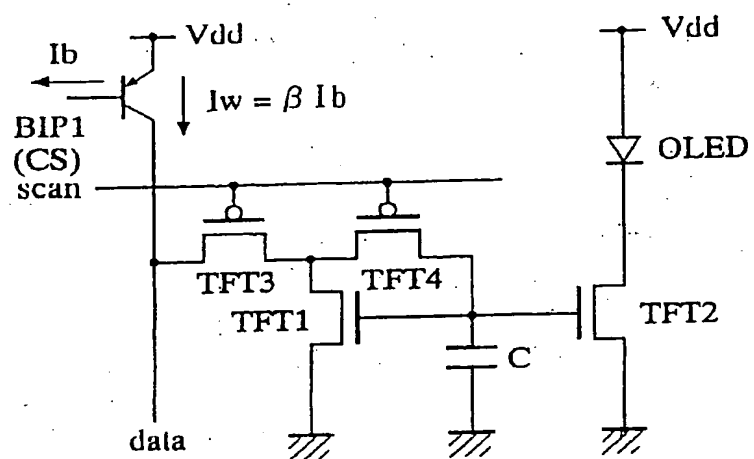 Vdd
Vdd
Ib
Iw = β Ib
BIP1
(CS)
OLED
scan
TFT3
TFT4
TFT1
TFT2
C
data